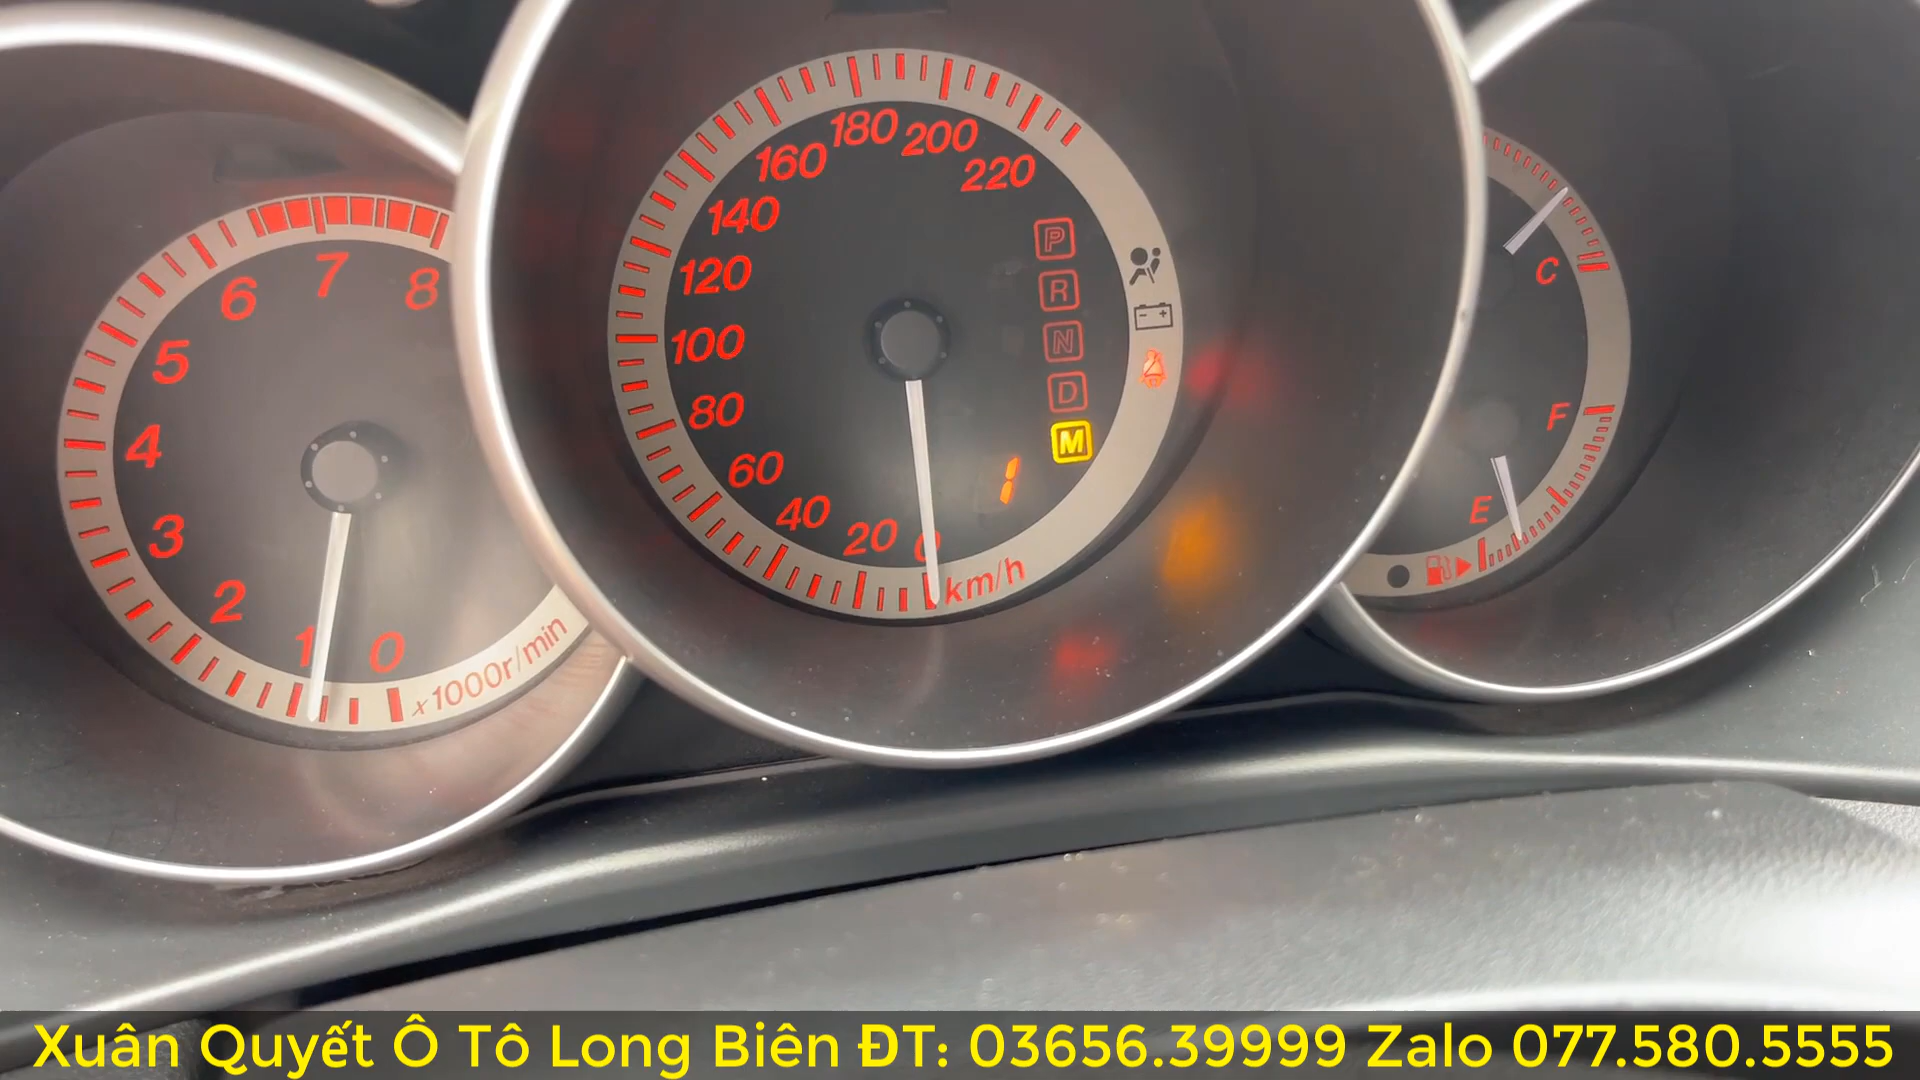 8
7
6
5
4
3
2
1
0
x1000r/min
220
200
180
160
140
120
100
80
60
40
20
0
km/h
P
R
N
D
M
1
C
F
E
Xuân Quyết Ô Tô Long Biên ĐT: 03656.39999 Zalo 077.580.5555